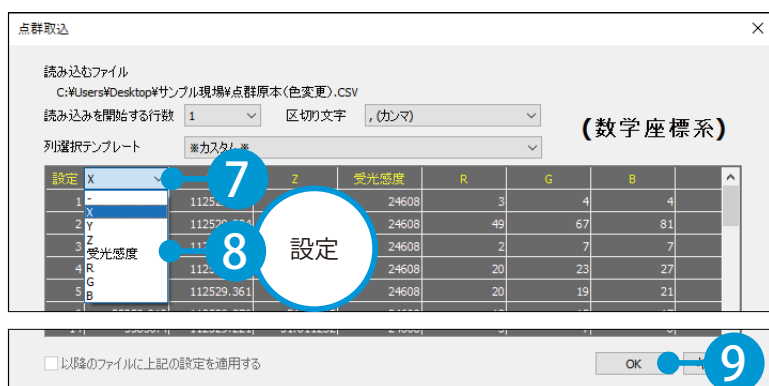 点群取込
読み込むファイル
C:¥Users¥Desktop¥サンプル現場¥点群原本(色変更).CSV
読み込みを開始する行数 1 区切り文字 , (カンマ)
(数学座標系)
列選択テンプレート ※カスタム※
設定 X 7 Z 受光感度 R G B
1 - 24608 3 4 4
X
2 Y 24608 49 67 81
Z
3 受光感度 8 設定 24608 2 7 7
4 R 24608 20 23 27
G
5 B 112529.361 24608 20 19 21
以降のファイルに上記の設定を適用する OK 9